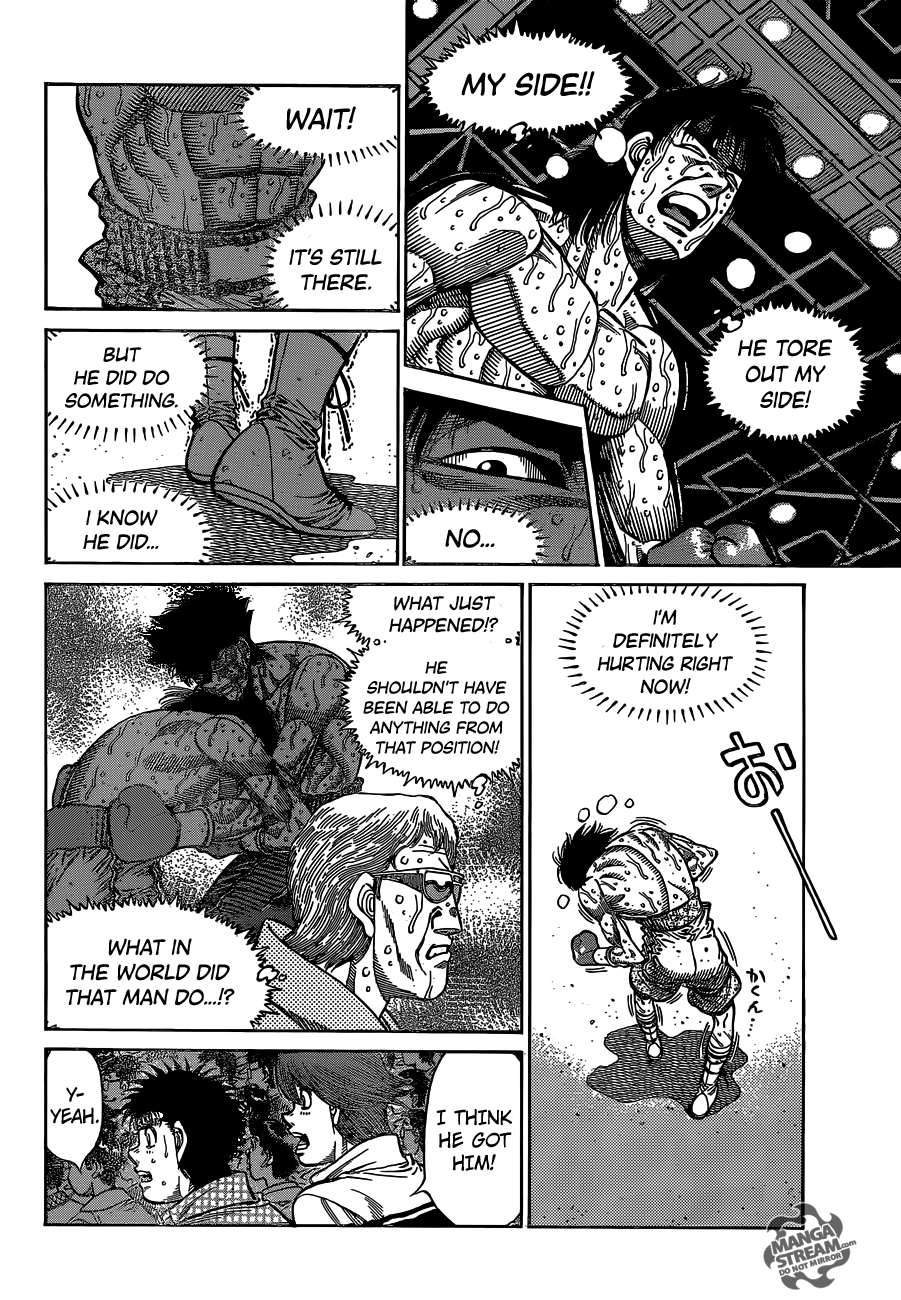 MY SIDE!!
HE TORE
OUT MY
SIDE!
NO...
WAIT!
IT'S STILL
THERE.
BUT
HE DID DO
SOMETHING.
I KNOW
HE DID...
I'M
DEFINITELY
HURTING RIGHT
NOW!
お
かくん…
WHAT JUST
HAPPENED!?
HE
SHOULDN'T HAVE
BEEN ABLE TO DO
ANYTHING FROM
THAT POSITION!
WHAT IN
THE WORLD DID
THAT MAN DO...!?
I THINK
HE GOT
HIM!
Y-
YEAH.
MANGA
STREAM.com
DO NOT MIRROR